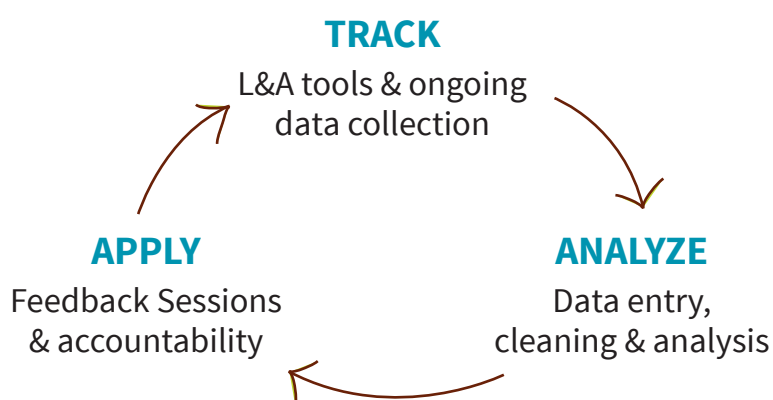 TRACK
L&A tools & ongoing
data collection
APPLY
Feedback Sessions
& accountability
ANALYZE
Data entry,
cleaning & analysis